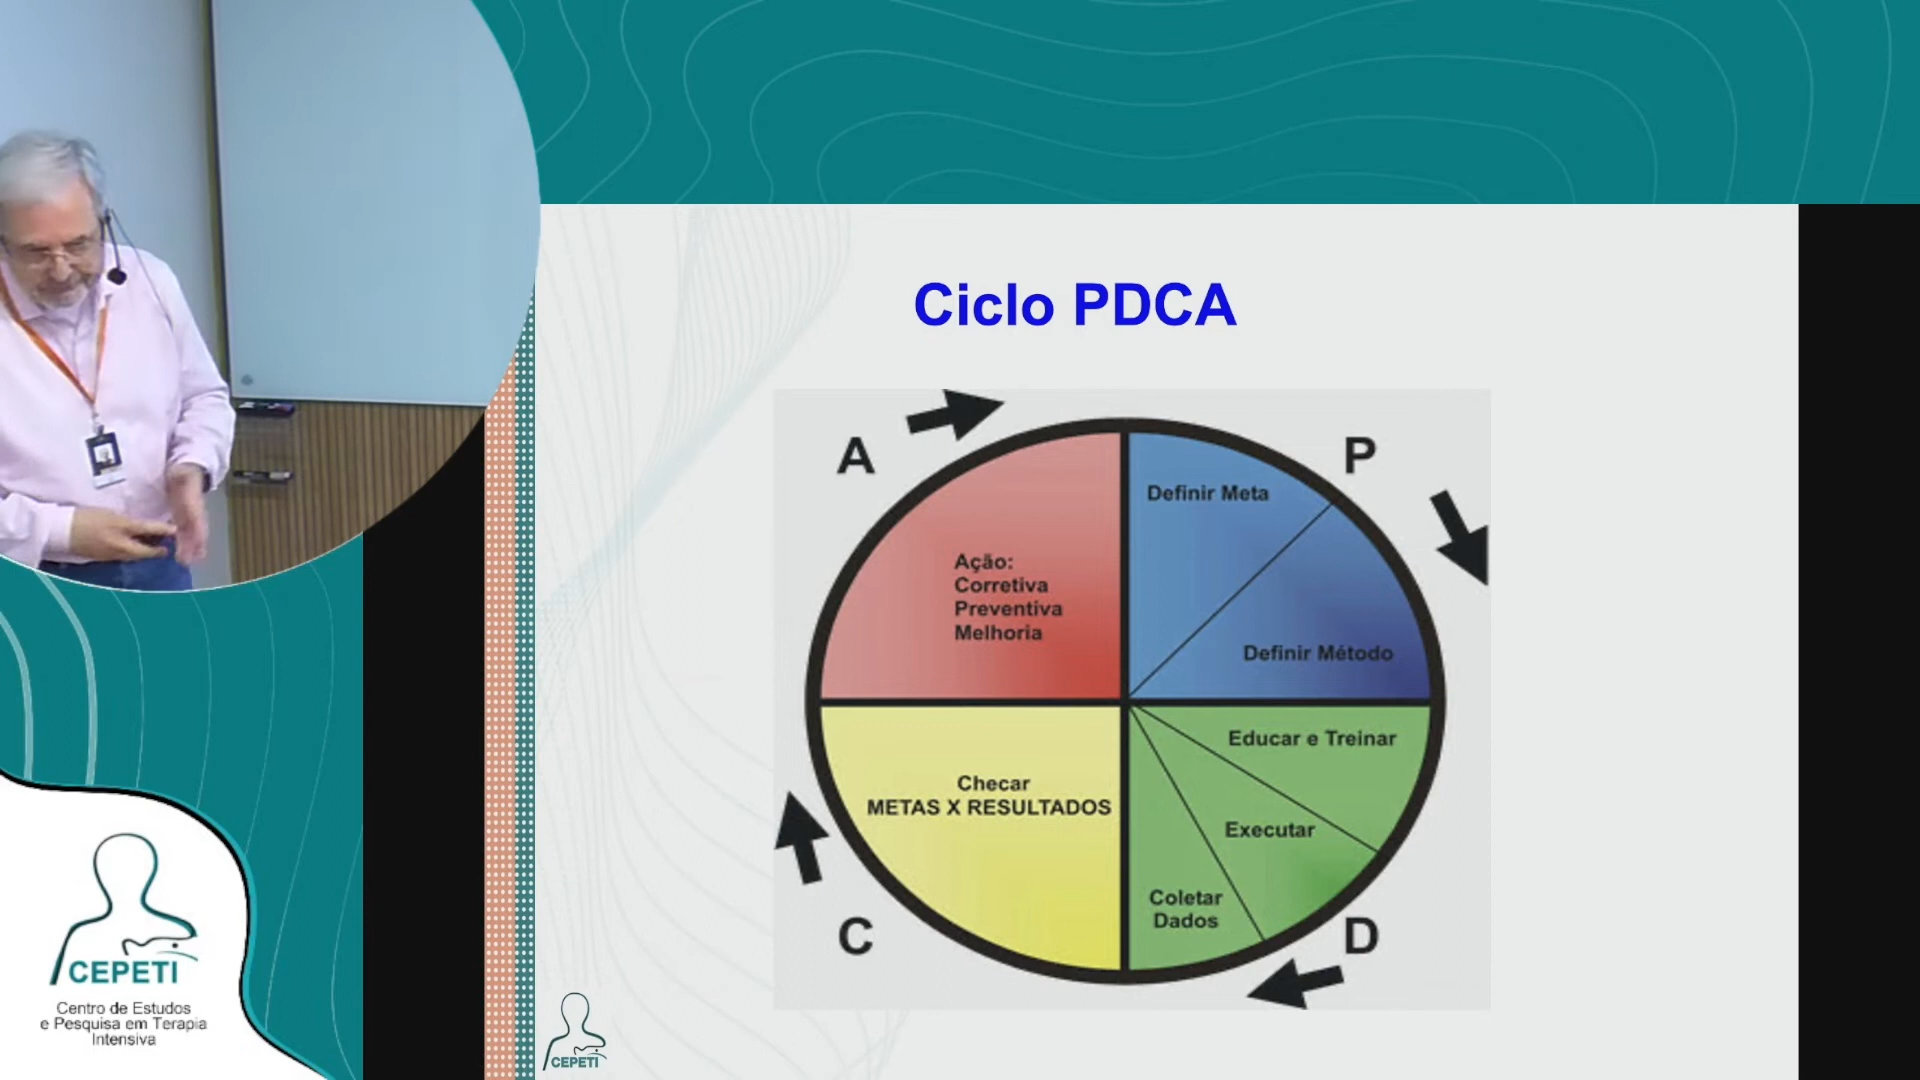 Ciclo PDCA
A
P
Definir Meta
Ação:
Corretiva
Preventiva
Melhoria
Definir Método
Educar e Treinar
Checar
METAS X RESULTADOS
Executar
Coletar
Dados
C
D
CEPETI
Centro de Estudos
e Pesquisa em Terapia
Intensiva
CEPETI